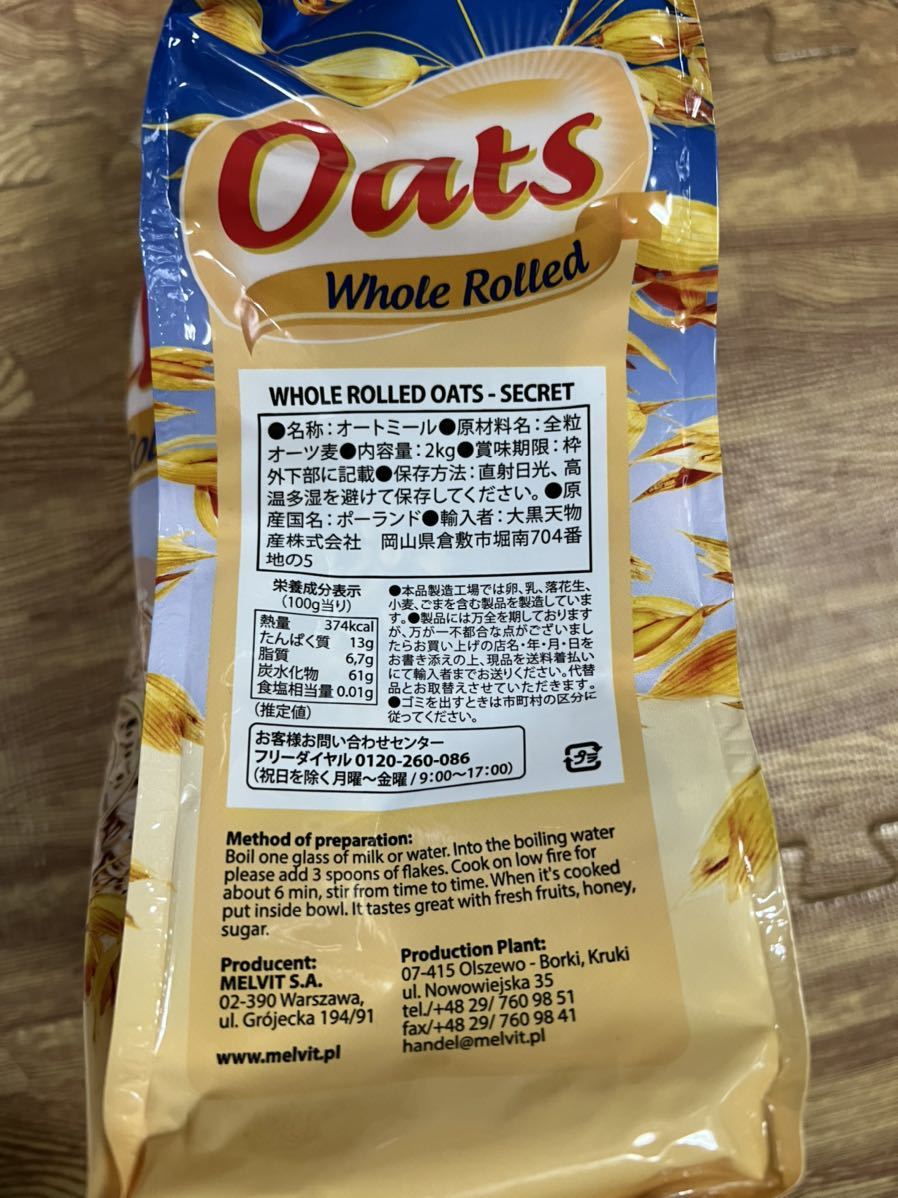 Oats
Whole Rolled
WHOLE ROLLED OATS - SECRET
●名称：オートミール●原材料名：全粒
オーツ麦●内容量：2kg●賞味期限：枠
外下部に記載●保存方法：直射日光、高
温多湿を避けて保存してください。●原
産国名：ポーランド●輸入者：大黒天物
産株式会社　岡山県倉敷市堀南704番
地の5
栄養成分表示
（100g当り）
熱量 374kcal
たんぱく質 13g
脂質 6,7g
炭水化物 61g
食塩相当量 0.01g
（推定値）
●本品製造工場では卵、乳、落花生、
小麦、ごまを含む製品を製造していま
す。●製品には万全を期しております
が、万が一不都合な点がございまし
たらお買い上げの店名・年・月・日を
お書き添えの上、現品を送料着払い
にて輸入者までお送りください。代替
品とお取替えさせていただきます。
●ゴミを出すときは市町村の区分に
従ってください。
お客様お問い合わせセンター
フリーダイヤル 0120-260-086
（祝日を除く月曜～金曜 / 9：00～17：00）
プラ
Method of preparation:
Boil one glass of milk or water. Into the boiling water
please add 3 spoons of flakes. Cook on low fire for
about 6 min, stir from time to time. When it's cooked
put inside bowl. It tastes great with fresh fruits, honey,
sugar.
Producent:
MELVIT S.A.
02-390 Warszawa,
ul. Grójecka 194/91
www.melvit.pl
Production Plant:
07-415 Olszewo - Borki, Kruki
ul. Nowowiejska 35
tel./+48 29/ 760 98 51
fax/+48 29/ 760 98 41
handel@melvit.pl